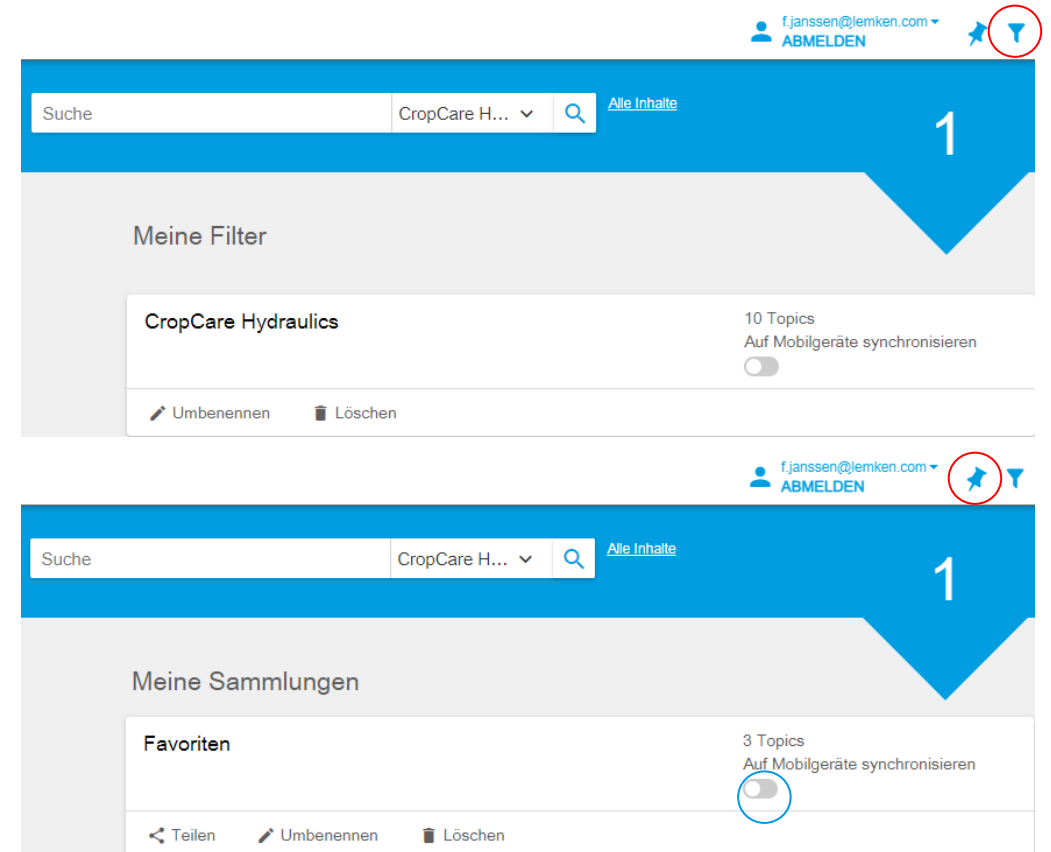 f.janssen@lemken.com
ABMELDEN
Suche
CropCare H...
Alle Inhalte
1
Meine Filter
CropCare Hydraulics
10 Topics
Auf Mobilgeräte synchronisieren
Umbenennen
Löschen
f.janssen@lemken.com
ABMELDEN
Suche
CropCare H...
Alle Inhalte
1
Meine Sammlungen
Favoriten
3 Topics
Auf Mobilgeräte synchronisieren
Teilen
Umbenennen
Löschen